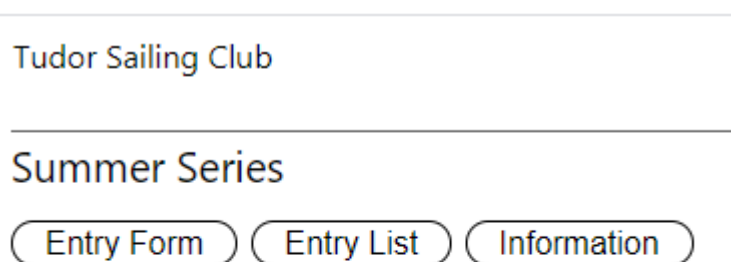 Tudor Sailing Club
Summer Series
Entry Form Entry List Information